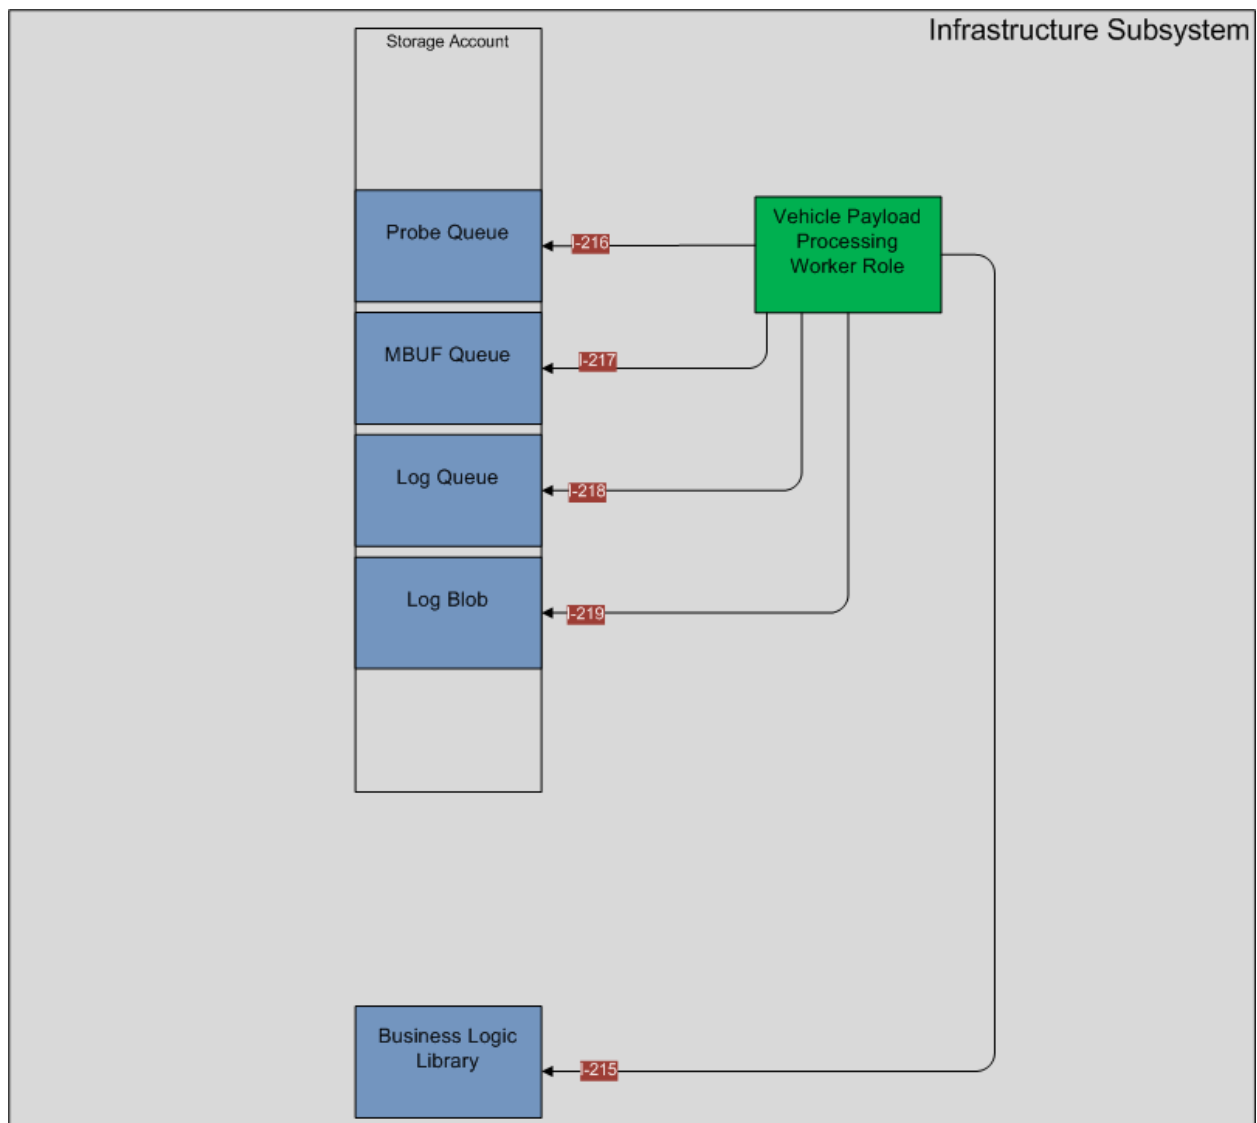 Infrastructure Subsystem
Storage Account
Probe Queue
I-216
Vehicle Payload
Processing
Worker Role
MBUF Queue
I-217
Log Queue
I-218
Log Blob
I-219
Business Logic
Library
I-215